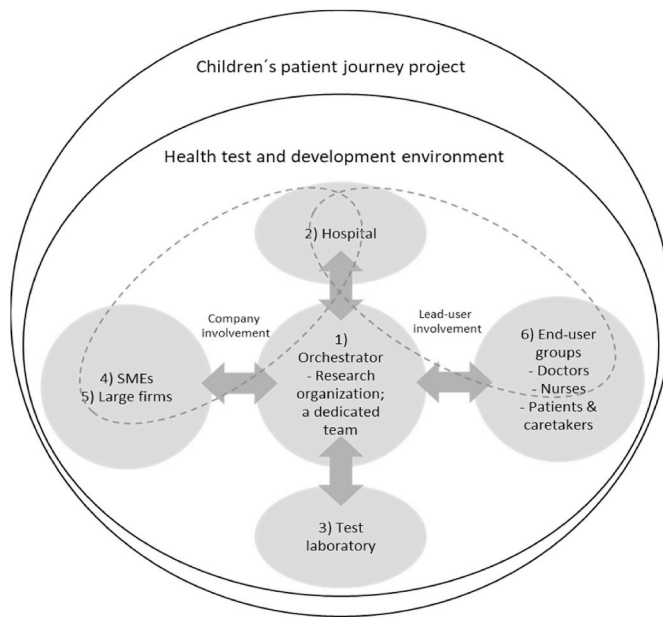 Children´s patient journey project
Health test and development environment
2) Hospital
Company
involvement
Lead-user
involvement
4) SMEs
5) Large firms
1)
Orchestrator
- Research
organization;
a dedicated
team
6) End-user
groups
- Doctors
- Nurses
- Patients &
caretakers
3) Test
laboratory